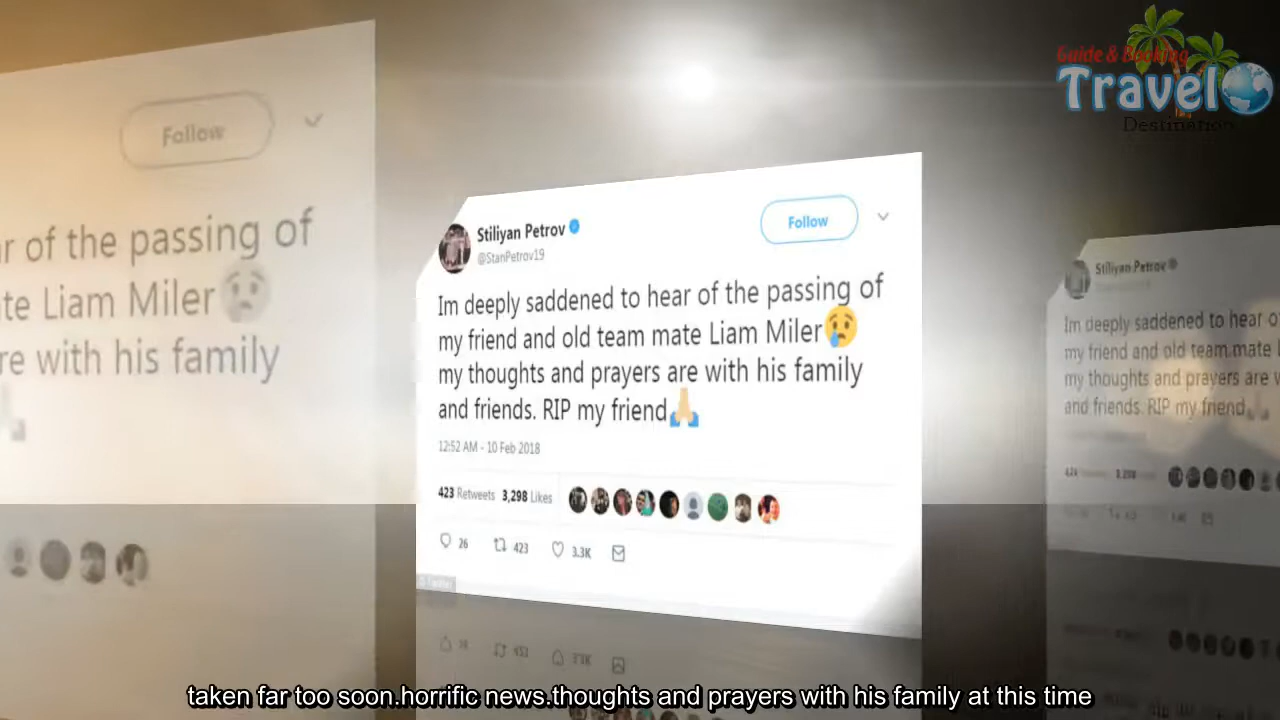 Guide & Booking
Travel
Destination
Follow
r of the passing of
te Liam Miler
re with his family
Stiliyan Petrov
@StanPetrov19
Follow
Im deeply saddened to hear of the passing of
my friend and old team mate Liam Miler😢
my thoughts and prayers are with his family
and friends. RIP my friend🙏
12:52 AM - 10 Feb 2018
423 Retweets 3,298 Likes
26 423 3.3K
Stiliyan Petrov
Im deeply saddened to hear o
my friend and old team mate L
my thoughts and prayers are w
and friends. RIP my friend
taken far too soon.horrific news.thoughts and prayers with his family at this time